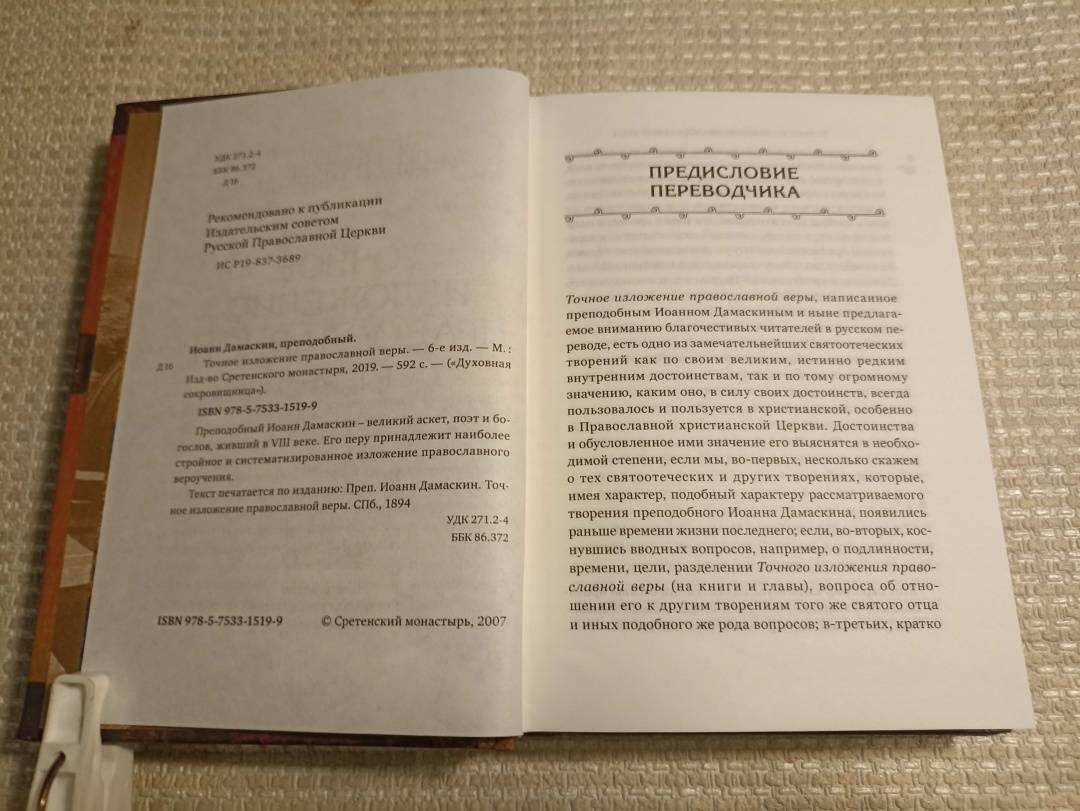 УДК 271.2-4
ББК 86.372
Д 36
Рекомендовано к публикации
Издательским советом
Русской Православной Церкви
ИС Р19-837-3689
Иоанн Дамаскин, преподобный.
Д36 Точное изложение православной веры. — 6-е изд. — М. :
Изд-во Сретенского монастыря, 2019. — 592 с. — («Духовная
сокровищница»).
ISBN 978-5-7533-1519-9
Преподобный Иоанн Дамаскин – великий аскет, поэт и бо-
гослов, живший в VIII веке. Его перу принадлежит наиболее
стройное и систематизированное изложение православного
вероучения.
Текст печатается по изданию: Преп. Иоанн Дамаскин. Точ-
ное изложение православной веры. СПб., 1894
УДК 271.2-4
ББК 86.372
ISBN 978-5-7533-1519-9 © Сретенский монастырь, 2007
ПРЕДИСЛОВИЕ
ПЕРЕВОДЧИКА
Точное изложение православной веры, написанное
преподобным Иоанном Дамаскиным и ныне предлага-
емое вниманию благочестивых читателей в русском пе-
реводе, есть одно из замечательнейших святоотеческих
творений как по своим великим, истинно редким
внутренним достоинствам, так и по тому огромному
значению, каким оно, в силу своих достоинств, всегда
пользовалось и пользуется в христианской, особенно
в Православной христианской Церкви. Достоинства
и обусловленное ими значение его выяснятся в необхо-
димой степени, если мы, во-первых, несколько скажем
о тех святоотеческих и других творениях, которые,
имея характер, подобный характеру рассматриваемого
творения преподобного Иоанна Дамаскина, появились
раньше времени жизни последнего; если, во-вторых, кос-
нувшись вводных вопросов, например, о подлинности,
времени, цели, разделении Точного изложения право-
славной веры (на книги и главы), вопроса об отно-
шении его к другим творениям того же святого отца
и иных подобного же рода вопросов; в-третьих, кратко